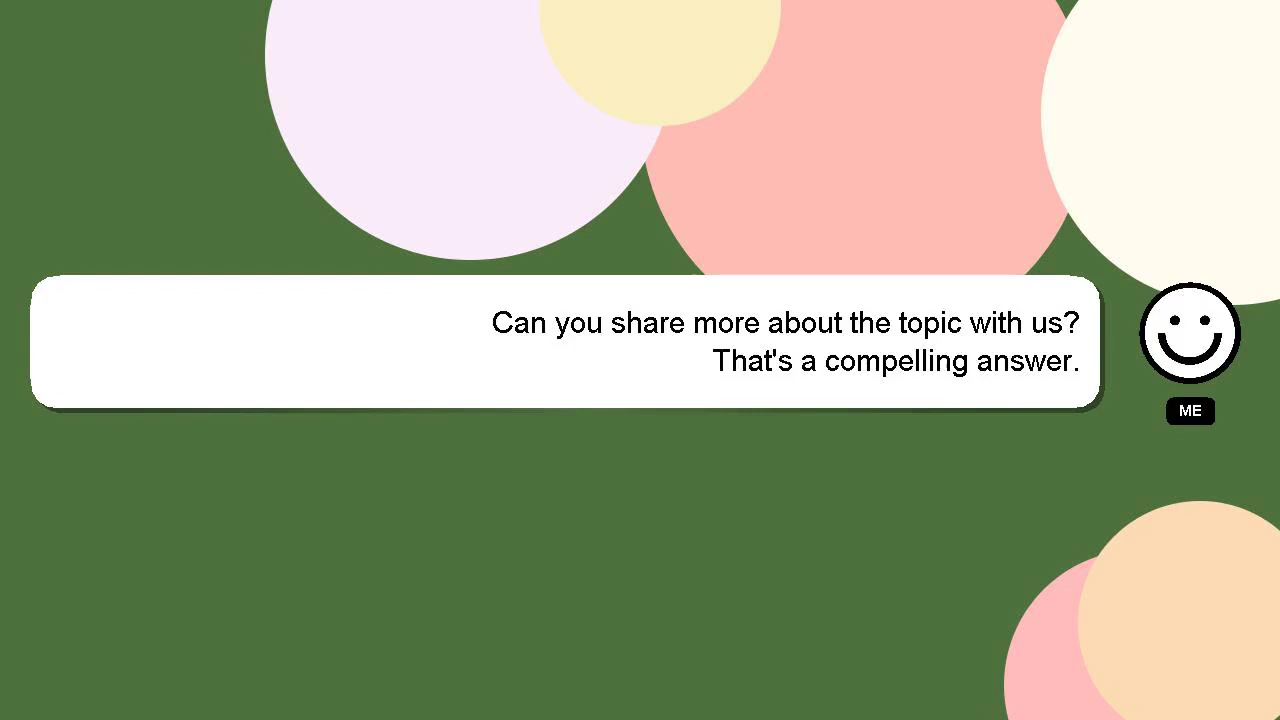 Can you share more about the topic with us?
That's a compelling answer.
ME